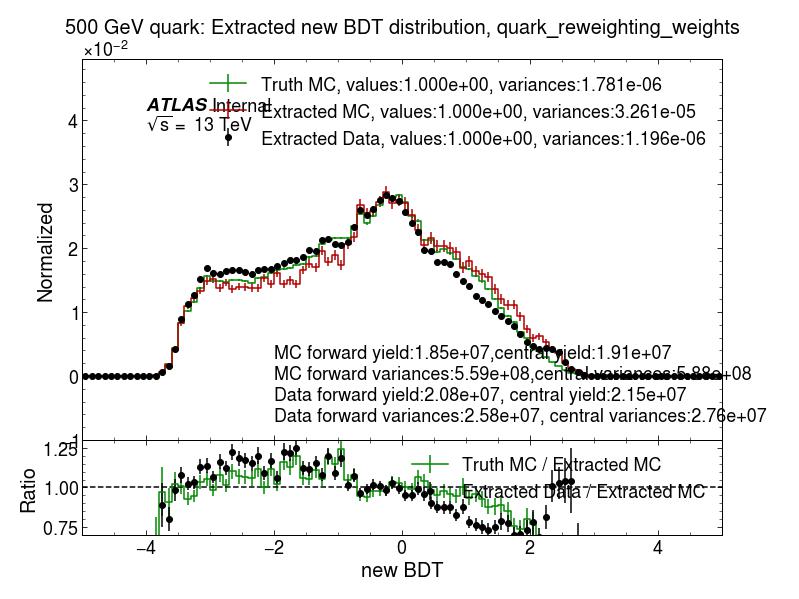 500 GeV quark: Extracted new BDT distribution, quark_reweighting_weights
×10⁻²
Truth MC, values:1.000e+00, variances:1.781e-06
ATLAS Internal
Extracted MC, values:1.000e+00, variances:3.261e-05
√s = 13 TeV
Extracted Data, values:1.000e+00, variances:1.196e-06
4
3
2
1
0
Normalized
MC forward yield:1.85e+07,central yield:1.91e+07
MC forward variances:5.59e+08,central variances:5.88e+08
Data forward yield:2.08e+07, central yield:2.15e+07
Data forward variances:2.58e+07, central variances:2.76e+07
1.25
1.00
0.75
Ratio
Truth MC / Extracted MC
Extracted Data / Extracted MC
−4 −2 0 2 4
new BDT